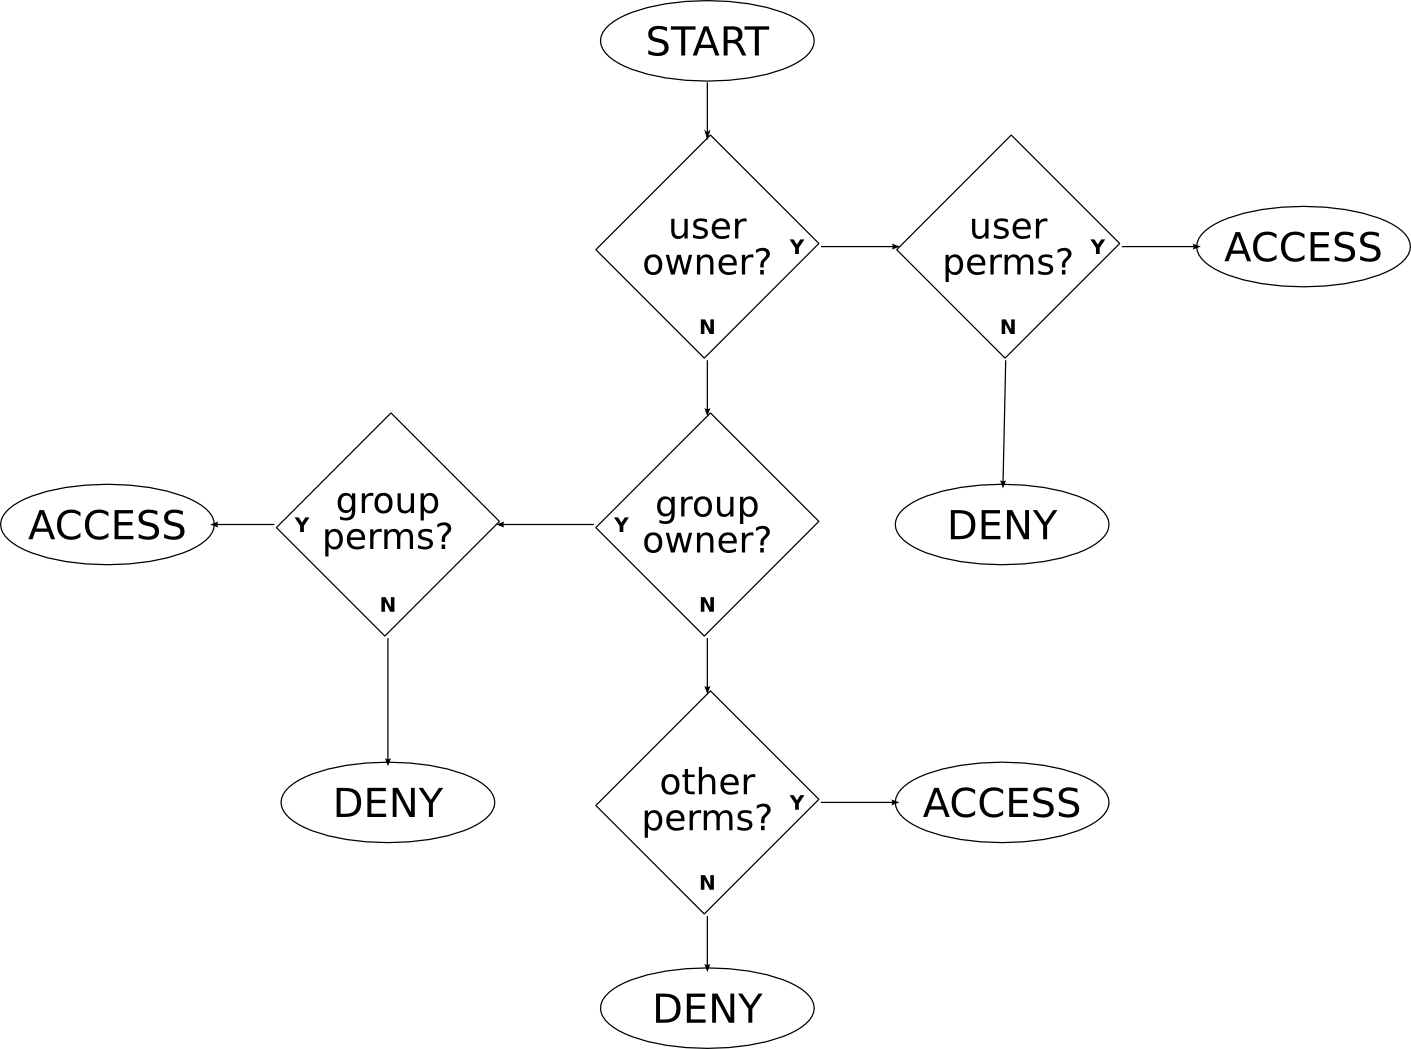 START
user
owner?
Y
N
user
perms?
Y
N
ACCESS
DENY
group
owner?
Y
N
group
perms?
Y
N
ACCESS
DENY
other
perms?
Y
N
ACCESS
DENY